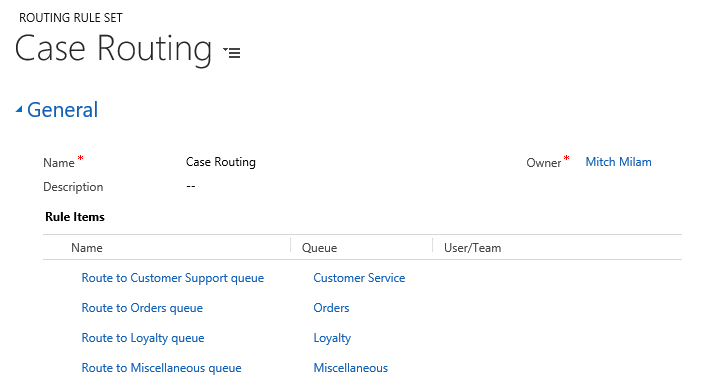 ROUTING RULE SET
Case Routing
General
Name* Case Routing Owner* Mitch Milam
Description --
Rule Items
Name Queue User/Team
Route to Customer Support queue Customer Service
Route to Orders queue Orders
Route to Loyalty queue Loyalty
Route to Miscellaneous queue Miscellaneous